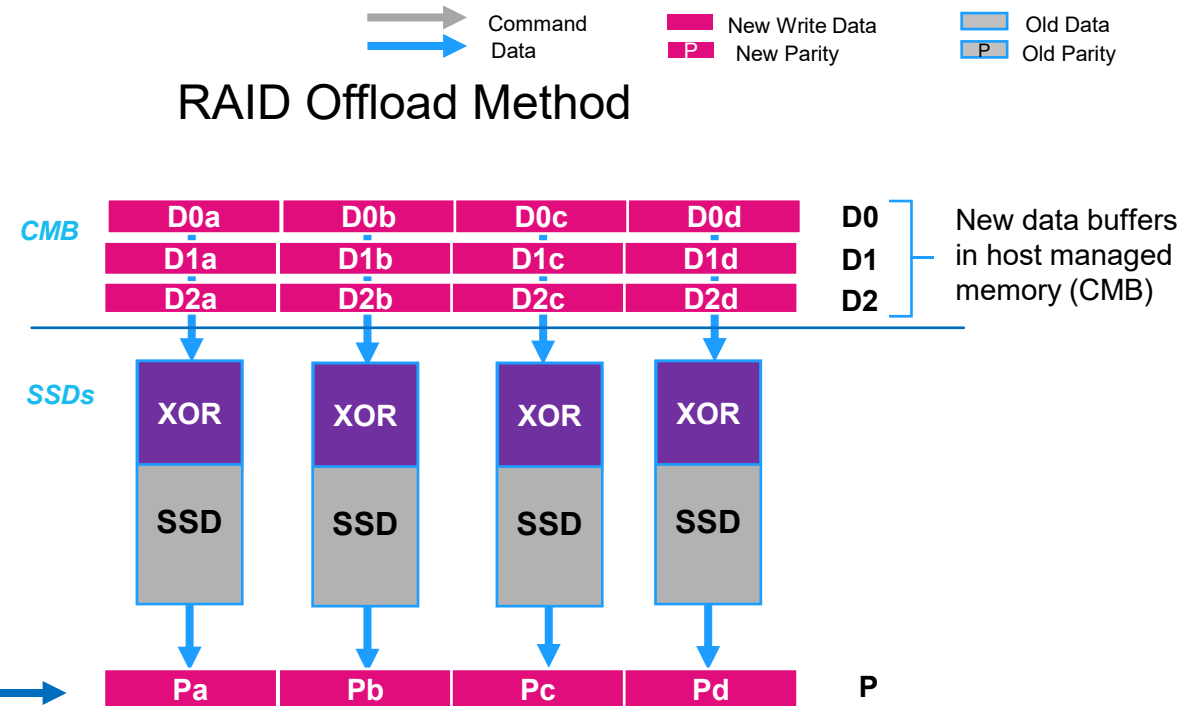 Command
Data
New Write Data
P New Parity
Old Data
P Old Parity
RAID Offload Method
CMB
D0a D0b D0c D0d D0
D1a D1b D1c D1d D1
D2a D2b D2c D2d D2
New data buffers
in host managed
memory (CMB)
SSDs
XOR XOR XOR XOR
SSD SSD SSD SSD
Pa Pb Pc Pd P